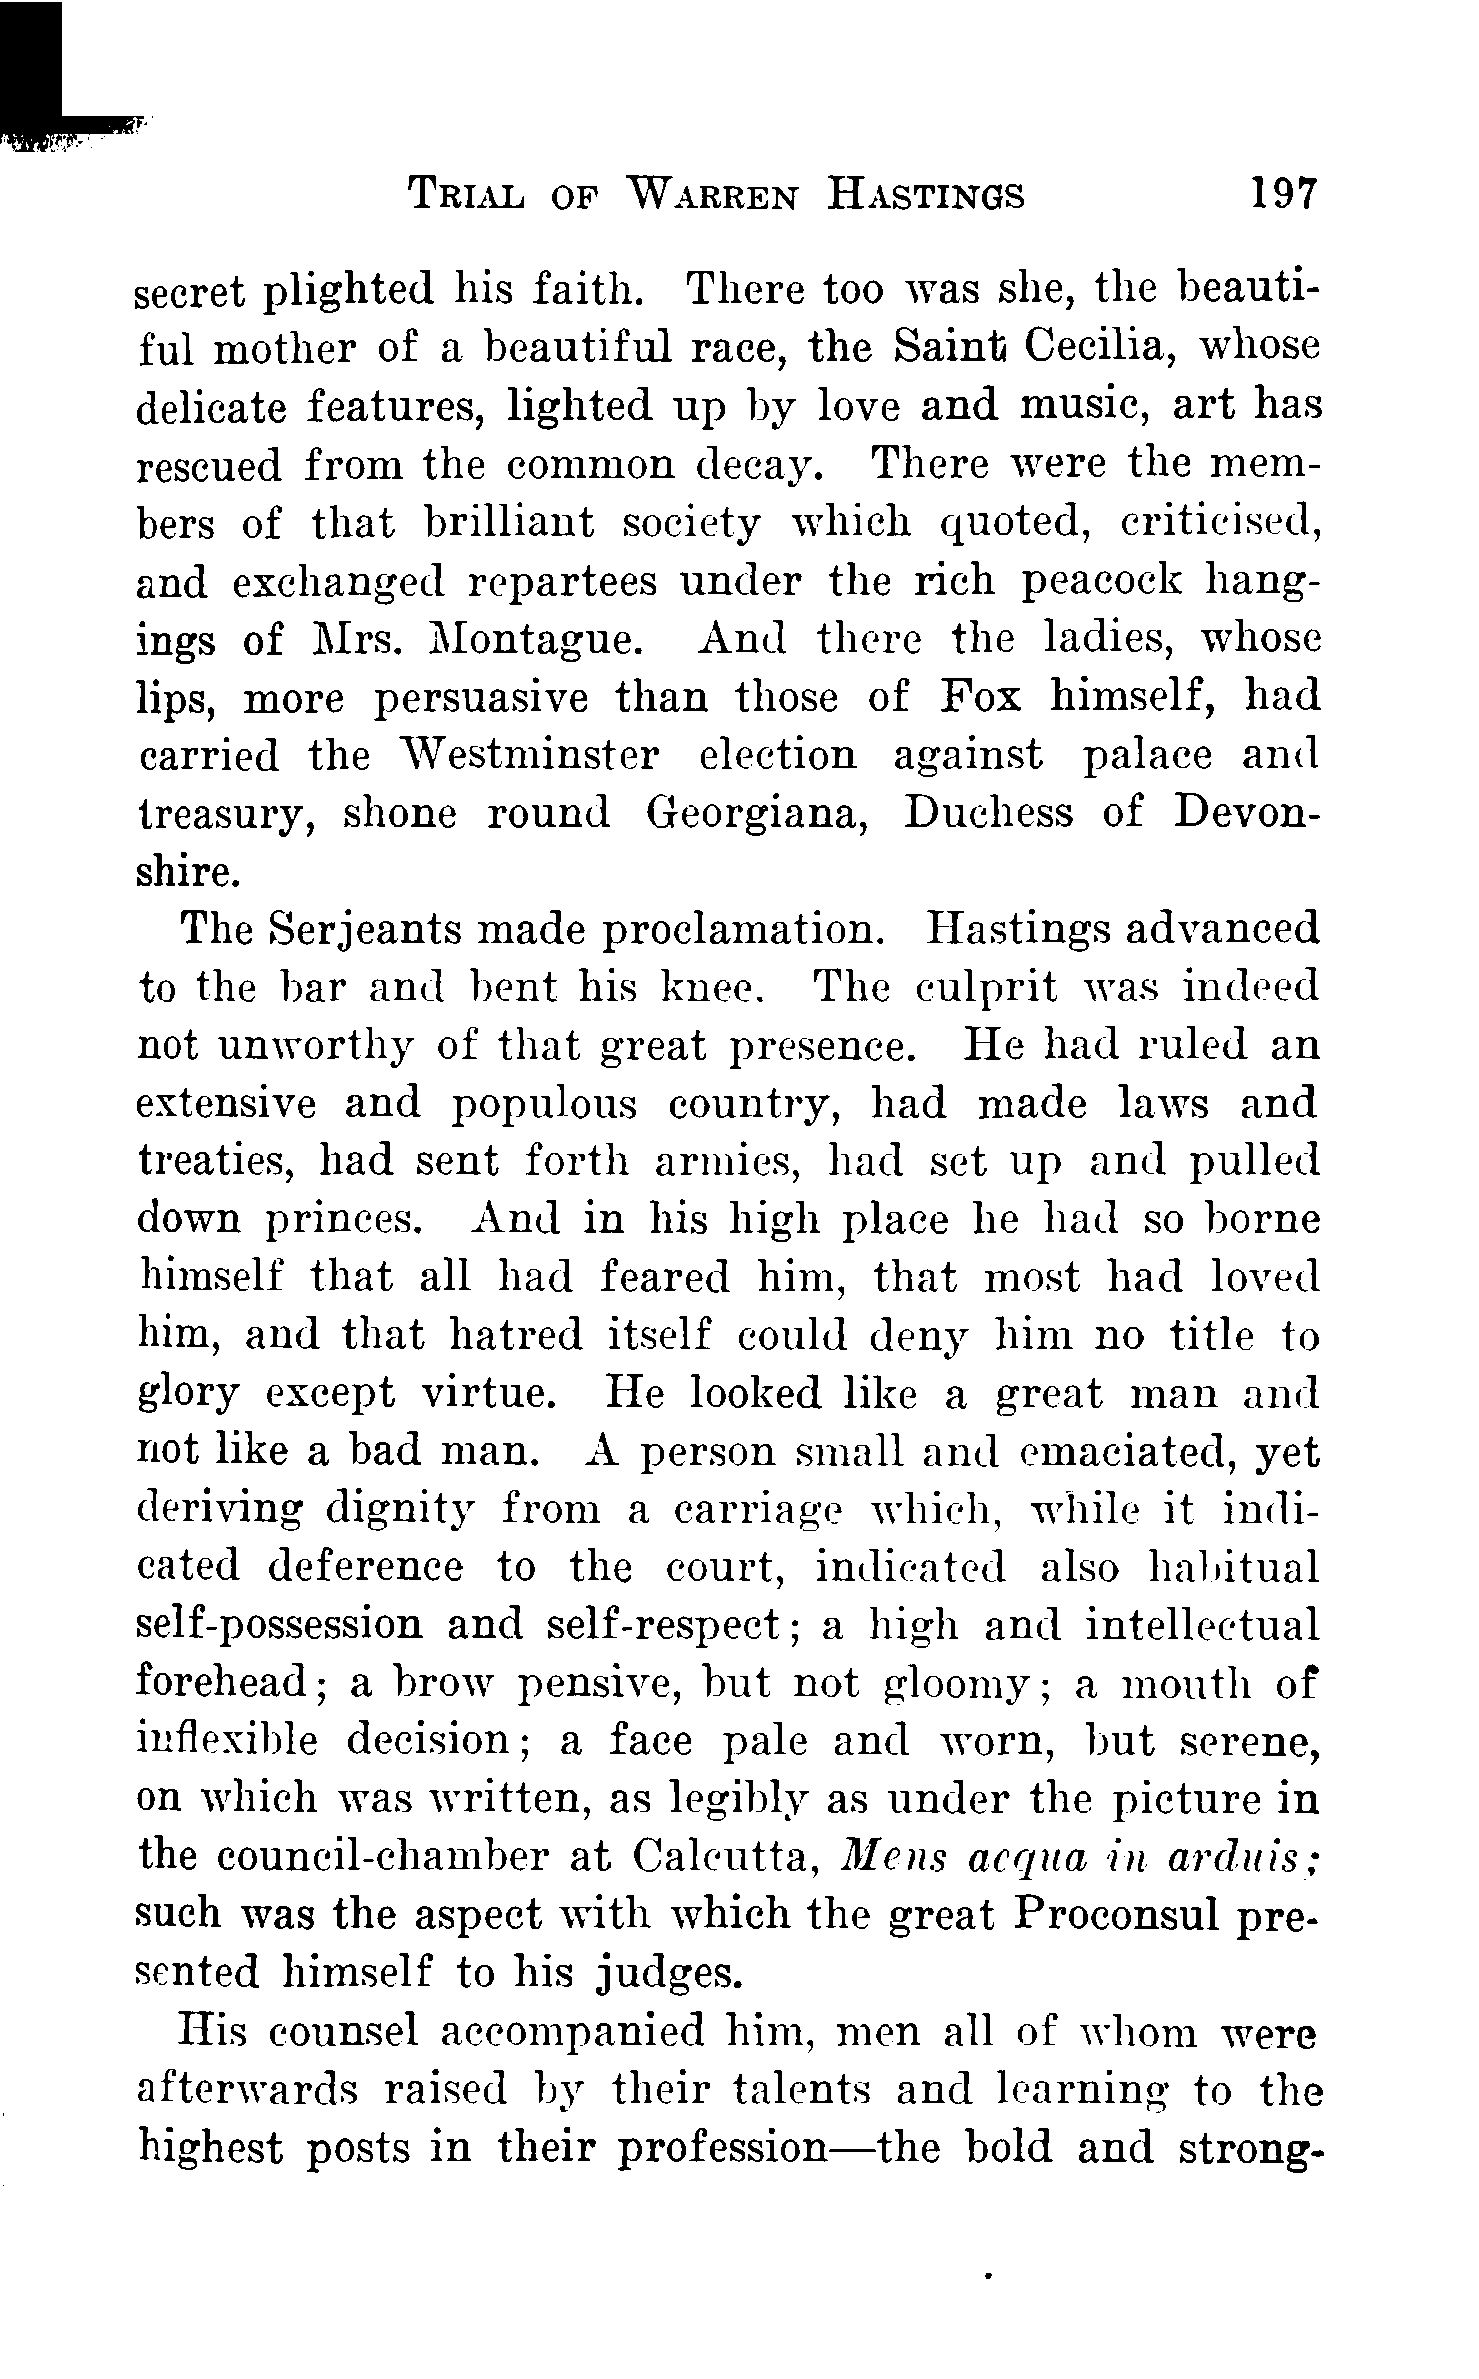 TRIAL OF WARREN HASTINGS 197
secret plighted his faith. There too was she, the beauti-
ful mother of a beautiful race, the Saint Cecilia, whose
delicate features, lighted up by love and music, art has
rescued from the common decay. There were the mem-
bers of that brilliant society which quoted, criticised,
and exchanged repartees under the rich peacock hang-
ings of Mrs. Montague. And there the ladies, whose
lips, more persuasive than those of Fox himself, had
carried the Westminster election against palace and
treasury, shone round Georgiana, Duchess of Devon-
shire.
The Serjeants made proclamation. Hastings advanced
to the bar and bent his knee. The culprit was indeed
not unworthy of that great presence. He had ruled an
extensive and populous country, had made laws and
treaties, had sent forth armies, had set up and pulled
down princes. And in his high place he had so borne
himself that all had feared him, that most had loved
him, and that hatred itself could deny him no title to
glory except virtue. He looked like a great man and
not like a bad man. A person small and emaciated, yet
deriving dignity from a carriage which, while it indi-
cated deference to the court, indicated also habitual
self-possession and self-respect; a high and intellectual
forehead; a brow pensive, but not gloomy; a mouth of
inflexible decision; a face pale and worn, but serene,
on which was written, as legibly as under the picture in
the council-chamber at Calcutta, Mens aequa in arduis;
such was the aspect with which the great Proconsul pre-
sented himself to his judges.
His counsel accompanied him, men all of whom were
afterwards raised by their talents and learning to the
highest posts in their profession—the bold and strong-